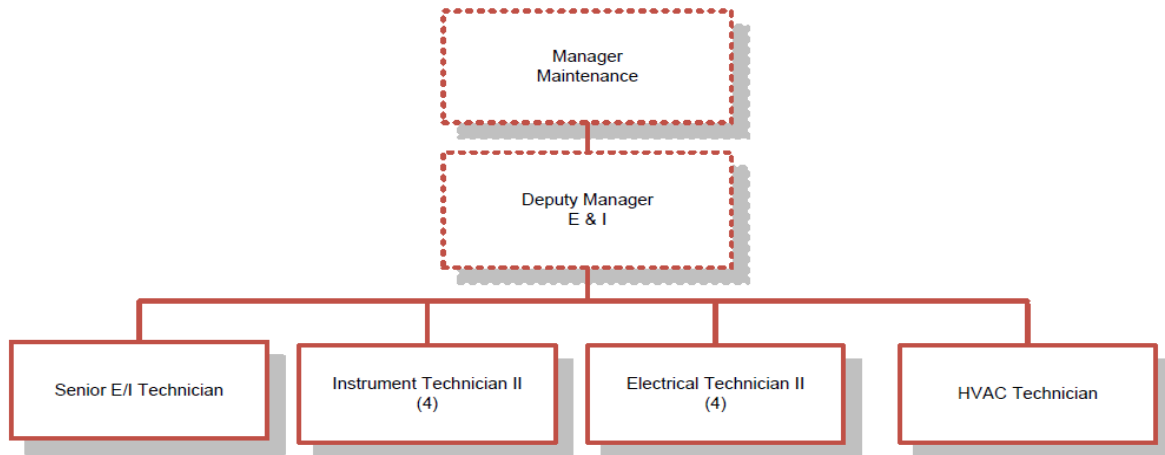 Manager
Maintenance
Deputy Manager
E & I
Senior E/I Technician
Instrument Technician II
(4)
Electrical Technician II
(4)
HVAC Technician